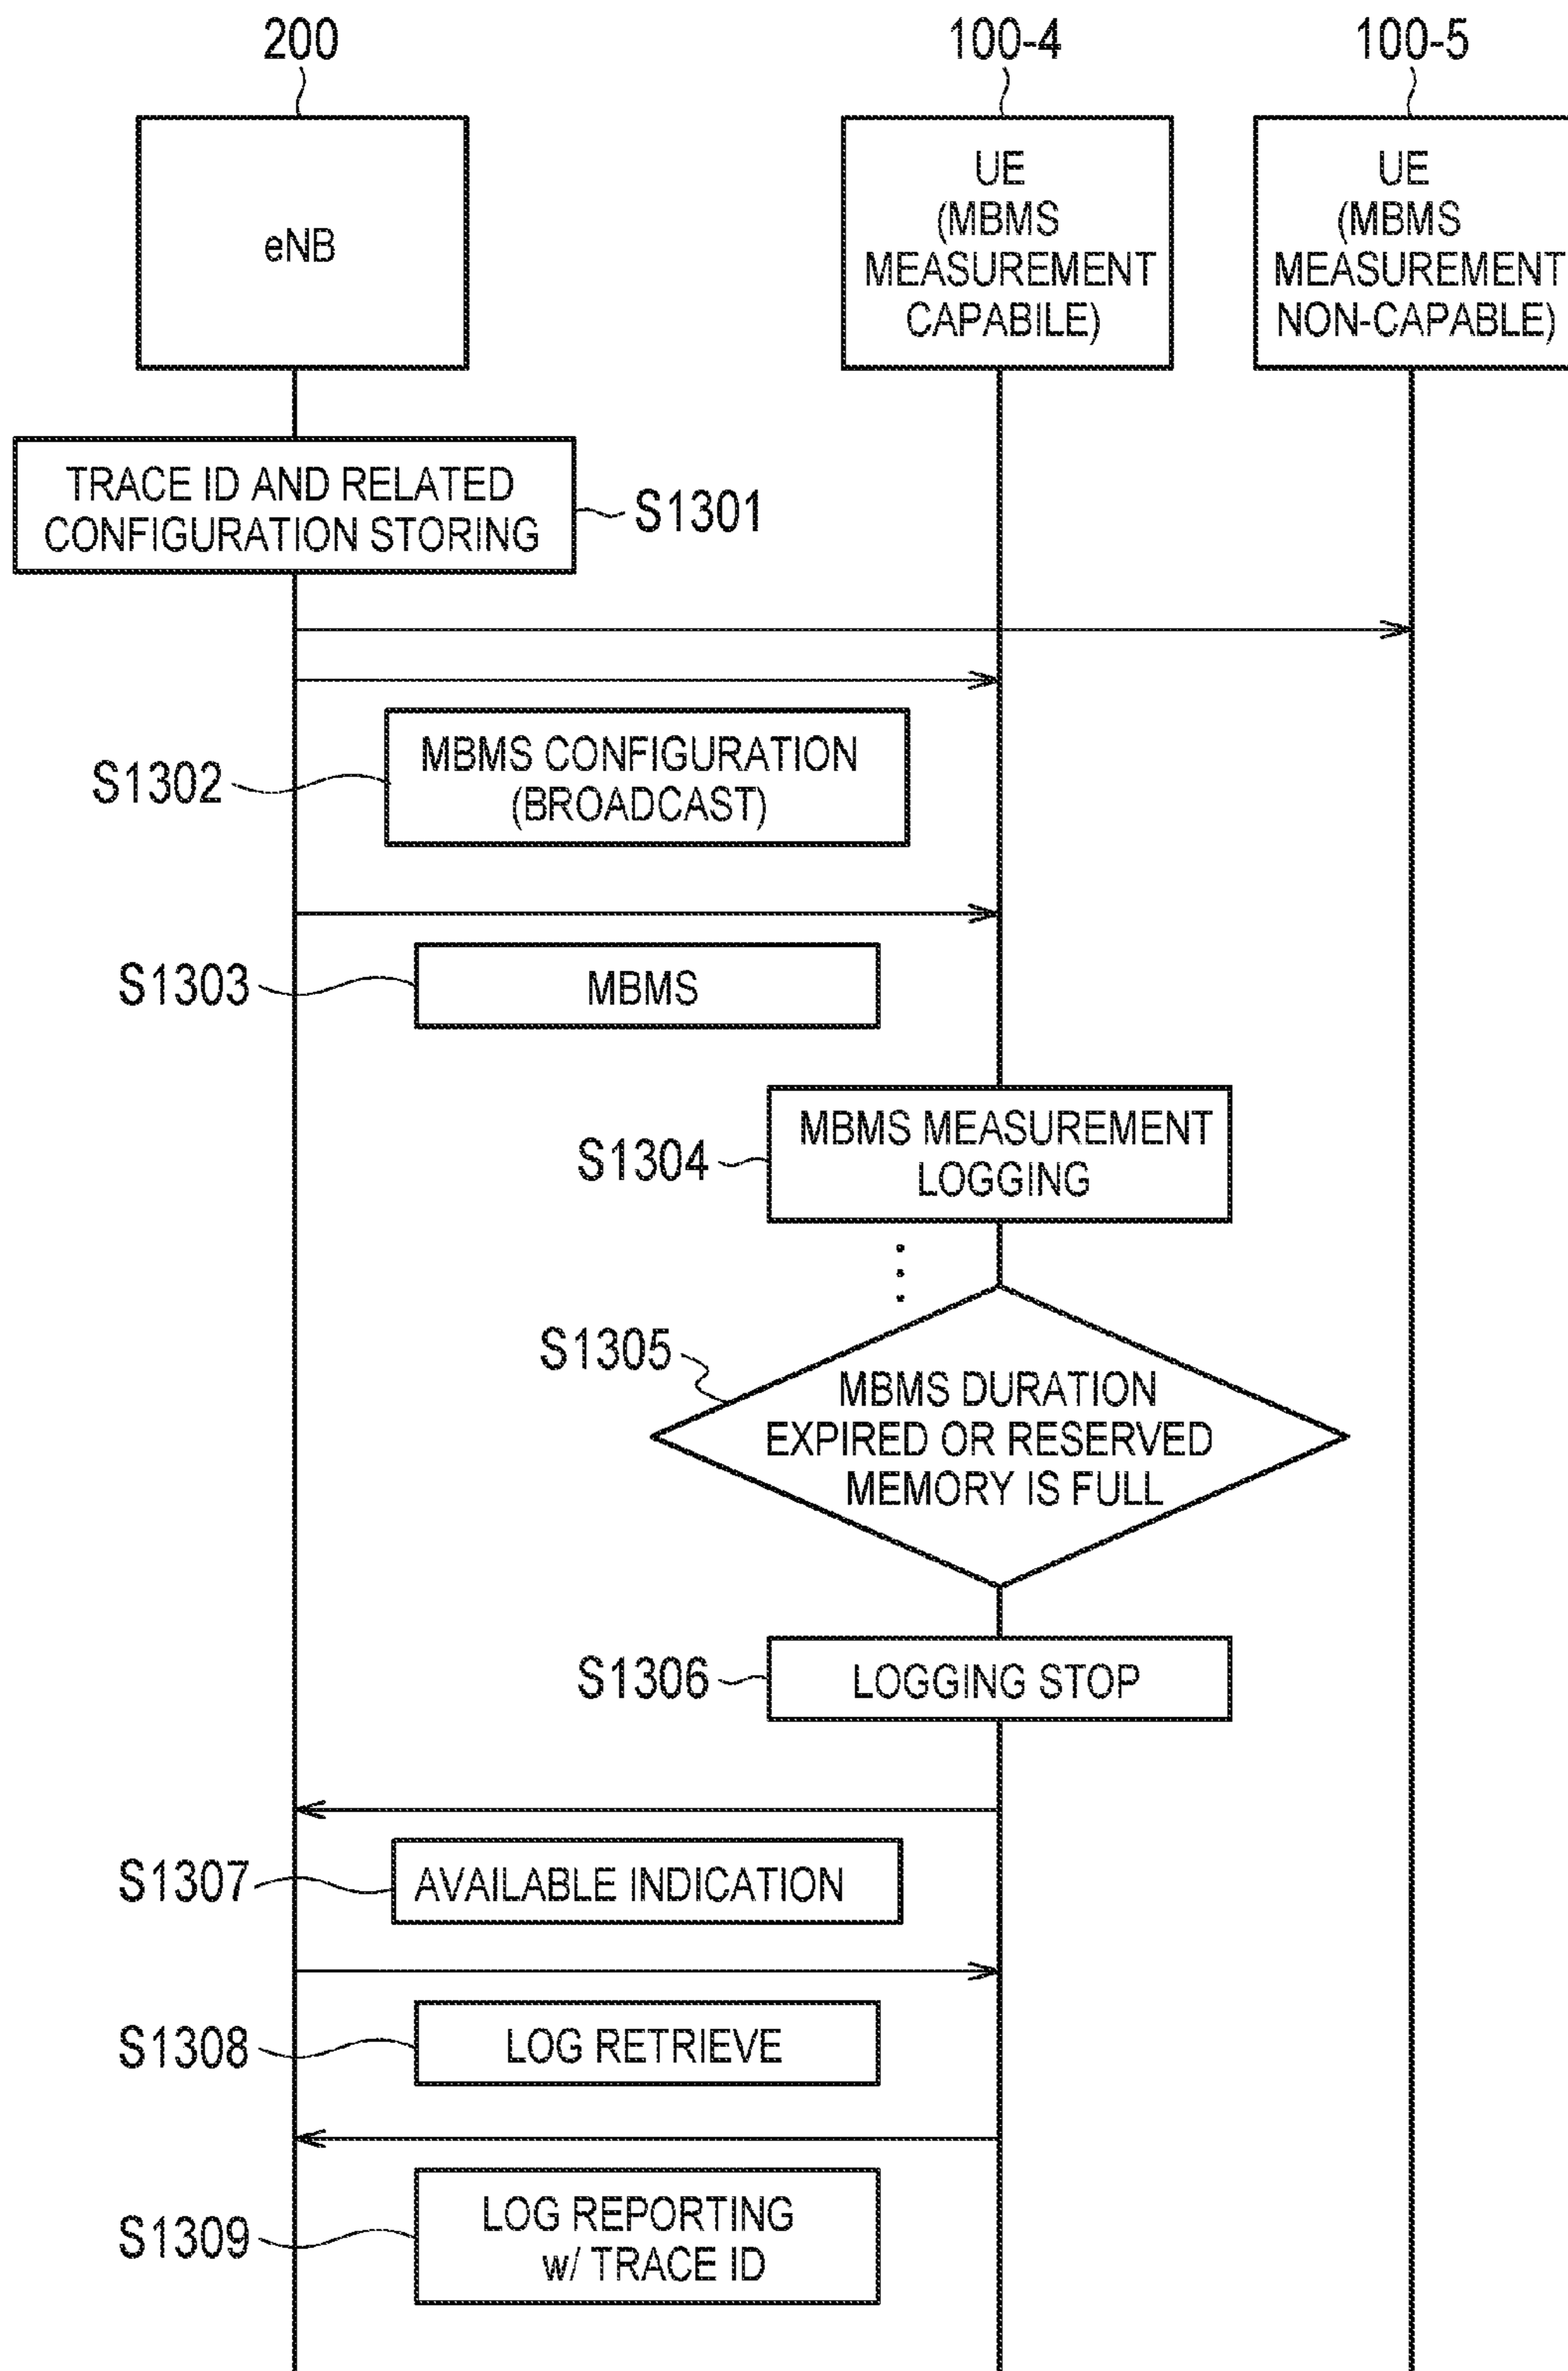 200
100-4
100-5
eNB
UE
(MBMS
MEASUREMENT
CAPABILE)
UE
(MBMS
MEASUREMENT
NON-CAPABLE)
TRACE ID AND RELATED
CONFIGURATION STORING
S1301
S1302
MBMS CONFIGURATION
(BROADCAST)
S1303
MBMS
S1304
MBMS MEASUREMENT
LOGGING
S1305
MBMS DURATION
EXPIRED OR RESERVED
MEMORY IS FULL
S1306
LOGGING STOP
S1307
AVAILABLE INDICATION
S1308
LOG RETRIEVE
S1309
LOG REPORTING
w/ TRACE ID